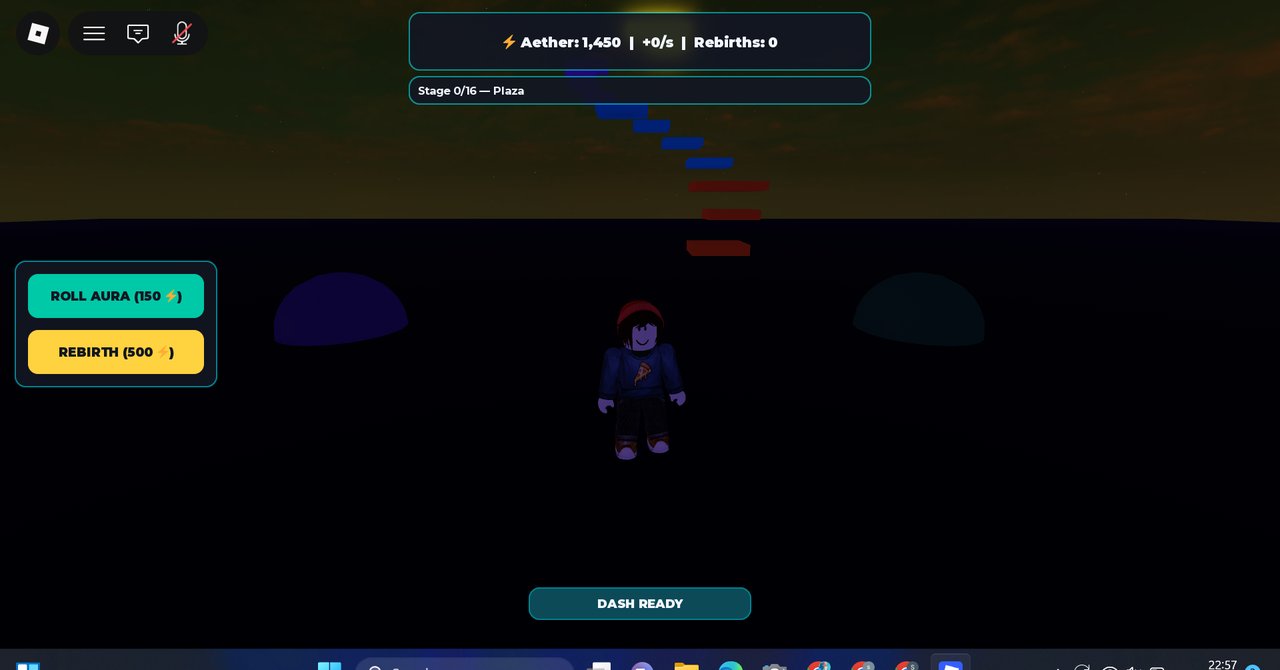 ⚡ Aether: 1,450 | +0/s | Rebirths: 0
Stage 0/16 — Plaza
ROLL AURA (150 ⚡)
REBIRTH (500 ⚡)
DASH READY
22:57